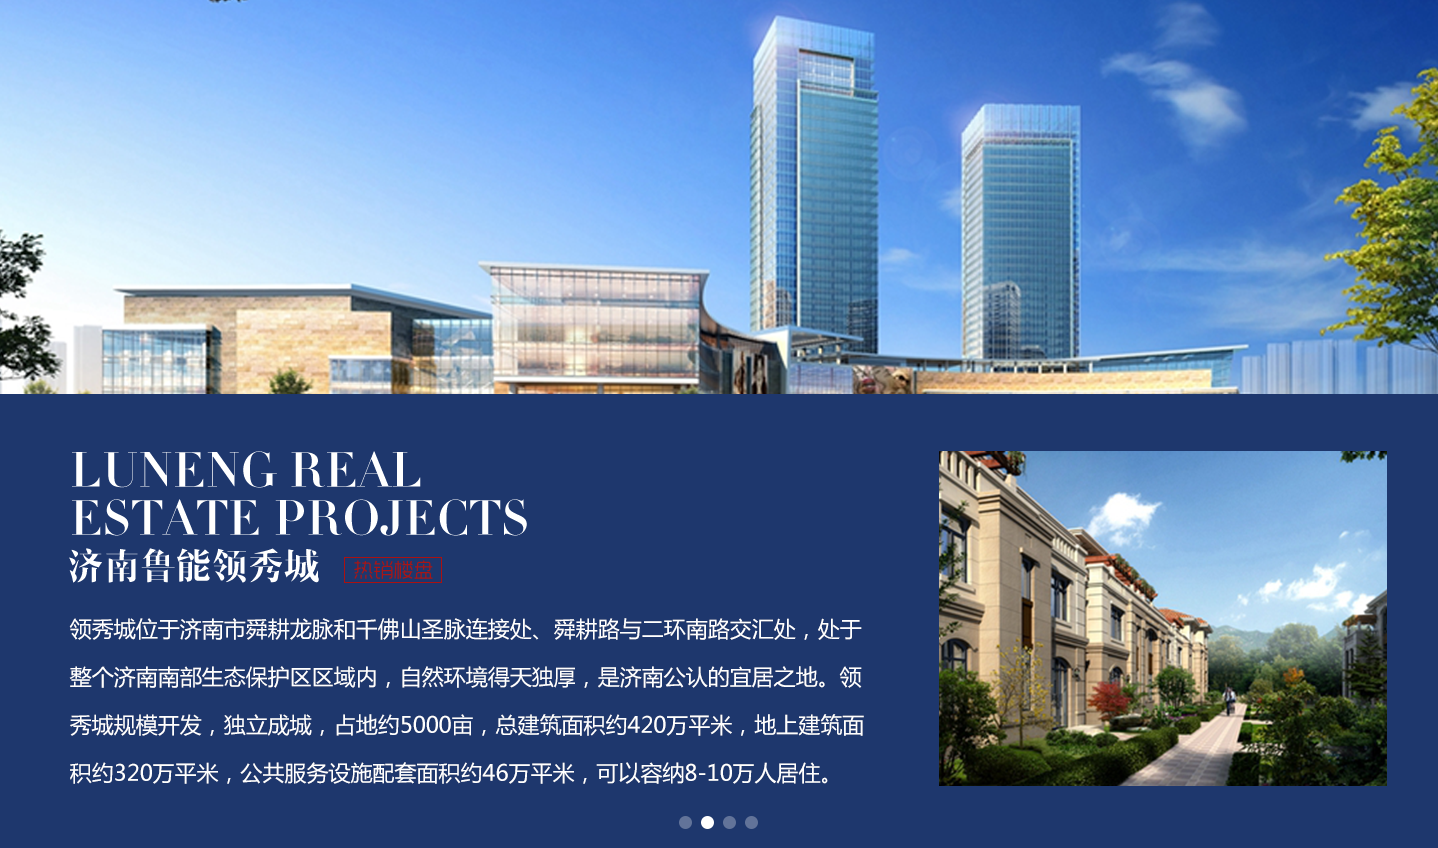 LUNENG REAL
ESTATE PROJECTS
济南鲁能领秀城 热销楼盘
领秀城位于济南市舜耕龙脉和千佛山圣脉连接处、舜耕路与二环南路交汇处，处于
整个济南南部生态保护区区域内，自然环境得天独厚，是济南公认的宜居之地。领
秀城规模开发，独立成城，占地约5000亩，总建筑面积约420万平米，地上建筑面
积约320万平米，公共服务设施配套面积约46万平米，可以容纳8-10万人居住。